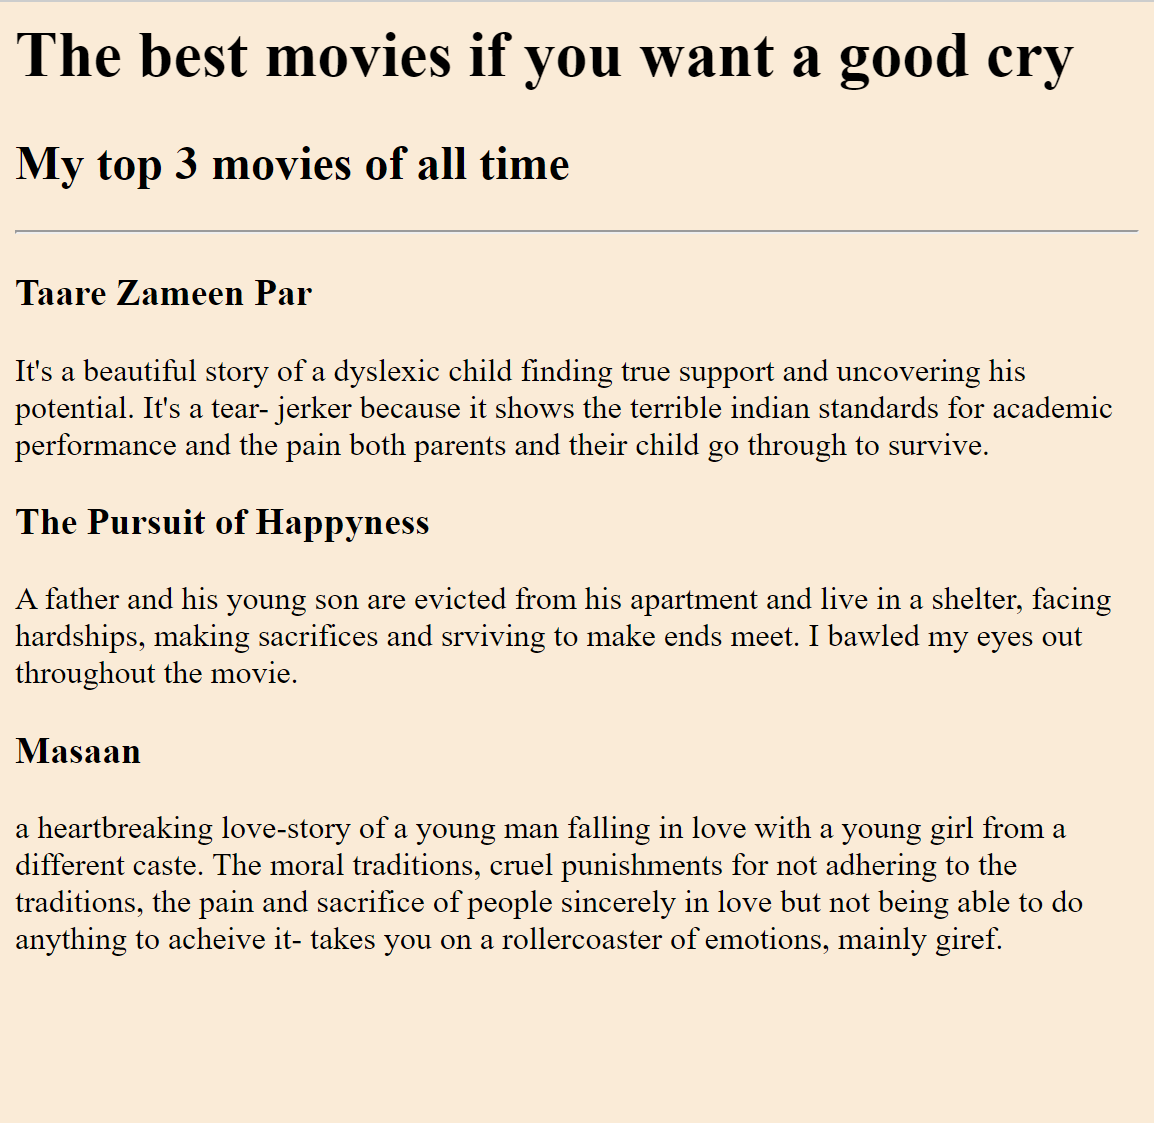 The best movies if you want a good cry
My top 3 movies of all time
Taare Zameen Par
It's a beautiful story of a dyslexic child finding true support and uncovering his
potential. It's a tear- jerker because it shows the terrible indian standards for academic
performance and the pain both parents and their child go through to survive.
The Pursuit of Happyness
A father and his young son are evicted from his apartment and live in a shelter, facing
hardships, making sacrifices and srviving to make ends meet. I bawled my eyes out
throughout the movie.
Masaan
a heartbreaking love-story of a young man falling in love with a young girl from a
different caste. The moral traditions, cruel punishments for not adhering to the
traditions, the pain and sacrifice of people sincerely in love but not being able to do
anything to acheive it- takes you on a rollercoaster of emotions, mainly giref.